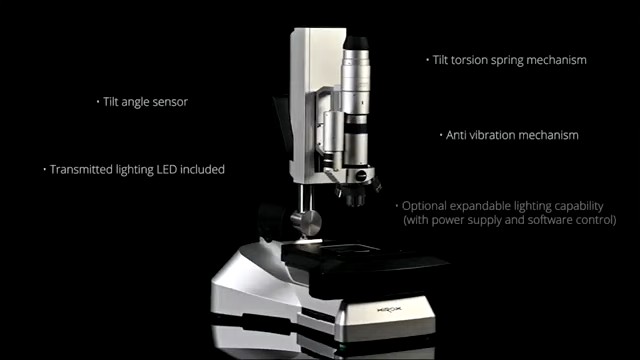 • Tilt torsion spring mechanism
• Tilt angle sensor
• Anti vibration mechanism
• Transmitted lighting LED included
• Optional expandable lighting capability
(with power supply and software control)